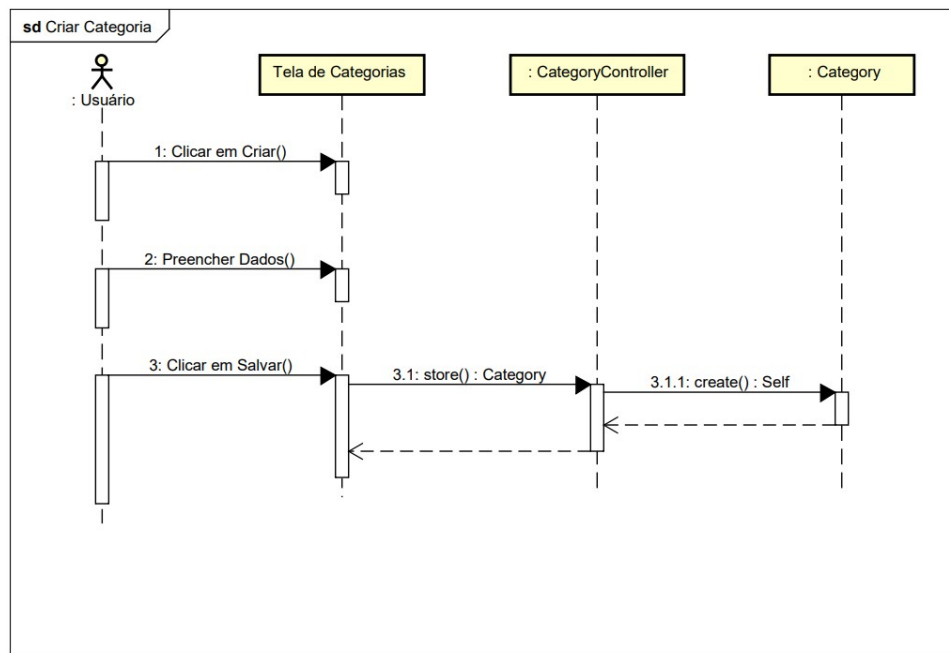 sd Criar Categoria
: Usuário
Tela de Categorias
: CategoryController
: Category
1: Clicar em Criar()
2: Preencher Dados()
3: Clicar em Salvar()
3.1: store() : Category
3.1.1: create() : Self